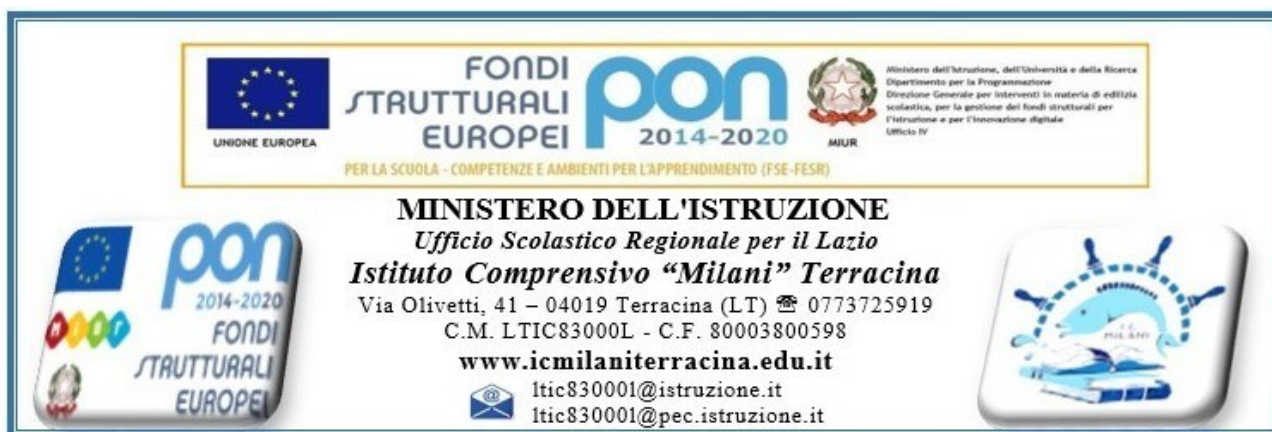 UNIONE EUROPEA
FONDI
STRUTTURALI
EUROPEI
pon
2014-2020
MIUR
Ministero dell'Istruzione, dell'Università e della Ricerca
Dipartimento per la Programmazione
Direzione Generale per interventi in materia di edilizia
scolastica, per la gestione dei fondi strutturali per
l'istruzione e per l'innovazione digitale
Ufficio IV
PER LA SCUOLA - COMPETENZE E AMBIENTI PER L'APPRENDIMENTO (FSE-FESR)
MINISTERO DELL'ISTRUZIONE
Ufficio Scolastico Regionale per il Lazio
Istituto Comprensivo “Milani” Terracina
Via Olivetti, 41 – 04019 Terracina (LT) ☎ 0773725919
C.M. LTIC83000L - C.F. 80003800598
www.icmilaniterracina.edu.it
ltic83000l@istruzione.it
ltic83000l@pec.istruzione.it
pon
2014-2020
MIUR
FONDI
STRUTTURALI
EUROPEI
I.C.
MILANI